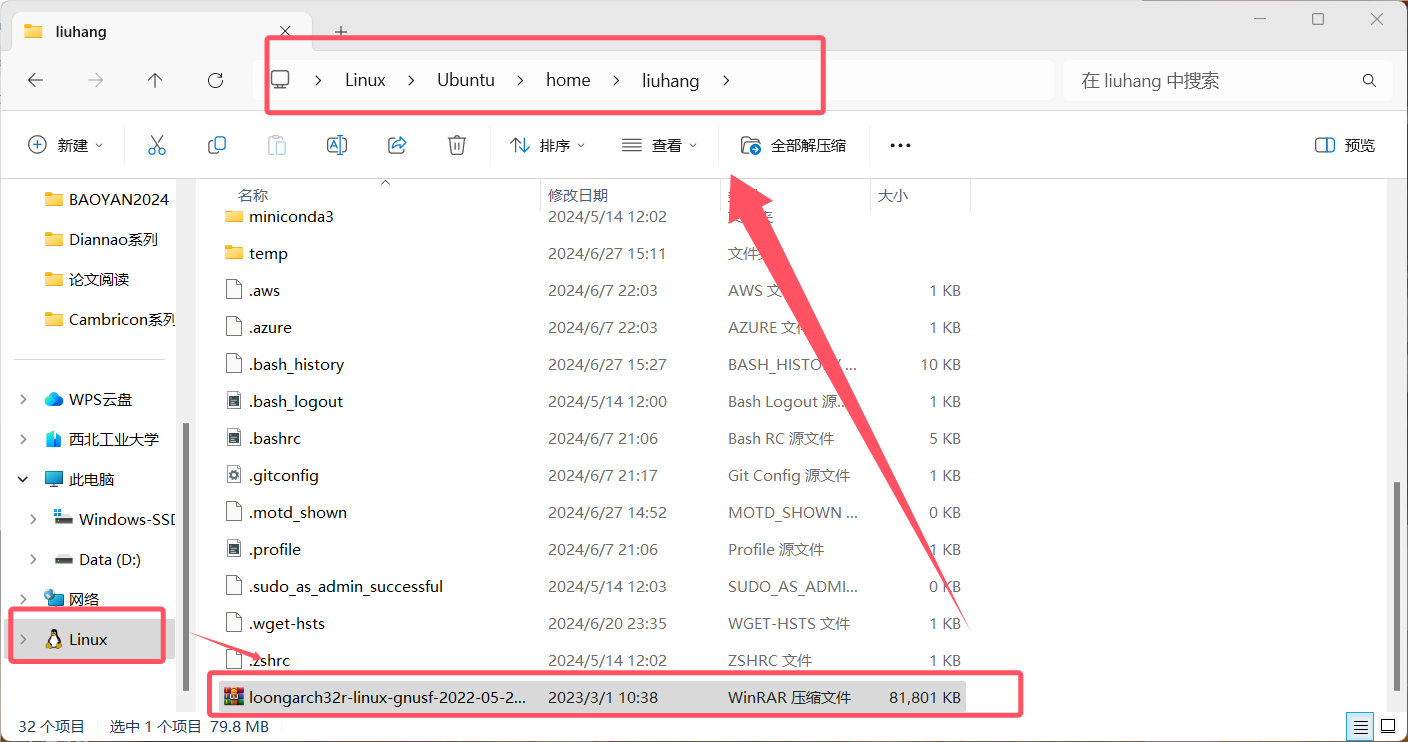 liuhang
Linux Ubuntu home liuhang
在 liuhang 中搜索
新建 排序 查看 全部解压缩 预览
名称 修改日期 大小
BAOYAN2024
Diannao系列
论文阅读
Cambricon系列
WPS云盘
西北工业大学
此电脑
Windows-SSD
Data (D:)
网络
Linux
miniconda3 2024/5/14 12:02
temp 2024/6/27 15:11 文件
.aws 2024/6/7 22:03 AWS 文 1 KB
.azure 2024/6/7 22:03 AZURE 文件 1 KB
.bash_history 2024/6/27 15:27 BASH_HISTORY ... 10 KB
.bash_logout 2024/5/14 12:00 Bash Logout 源... 1 KB
.bashrc 2024/6/7 21:06 Bash RC 源文件 5 KB
.gitconfig 2024/6/7 21:17 Git Config 源文件 1 KB
.motd_shown 2024/6/27 14:52 MOTD_SHOWN ... 0 KB
.profile 2024/6/7 21:06 Profile 源文件 1 KB
.sudo_as_admin_successful 2024/5/14 12:03 SUDO_AS_ADMI... 0 KB
.wget-hsts 2024/6/20 23:35 WGET-HSTS 文件 1 KB
.zshrc 2024/5/14 12:02 ZSHRC 文件 1 KB
loongarch32r-linux-gnusf-2022-05-2... 2023/3/1 10:38 WinRAR 压缩文件 81,801 KB
32 个项目 选中 1 个项目 79.8 MB